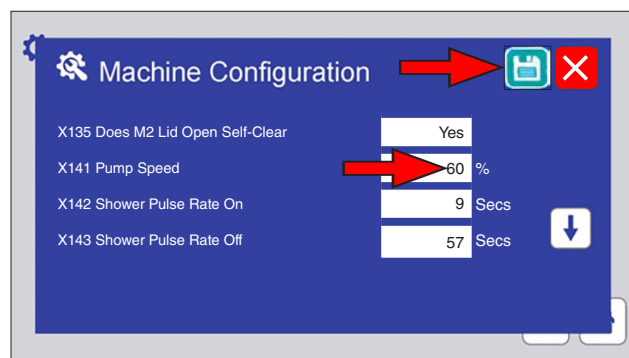 Machine Configuration
X135 Does M2 Lid Open Self-Clear Yes
X141 Pump Speed 60 %
X142 Shower Pulse Rate On 9 Secs
X143 Shower Pulse Rate Off 57 Secs